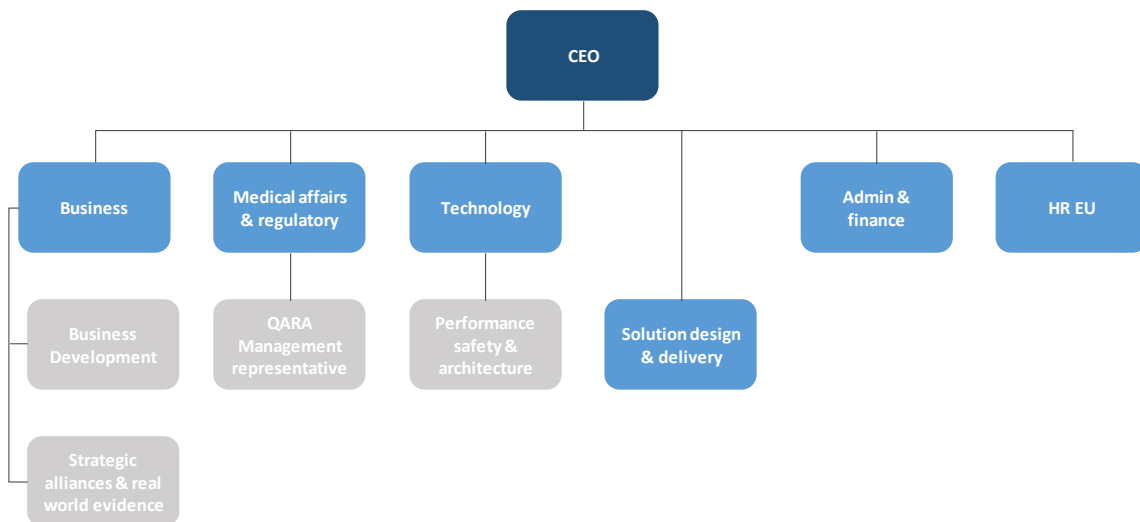 CEO
Business
Medical affairs
& regulatory
Technology
Admin &
finance
HR EU
Business
Development
QARA
Management
representative
Performance
safety &
architecture
Solution design
& delivery
Strategic
alliances & real
world evidence